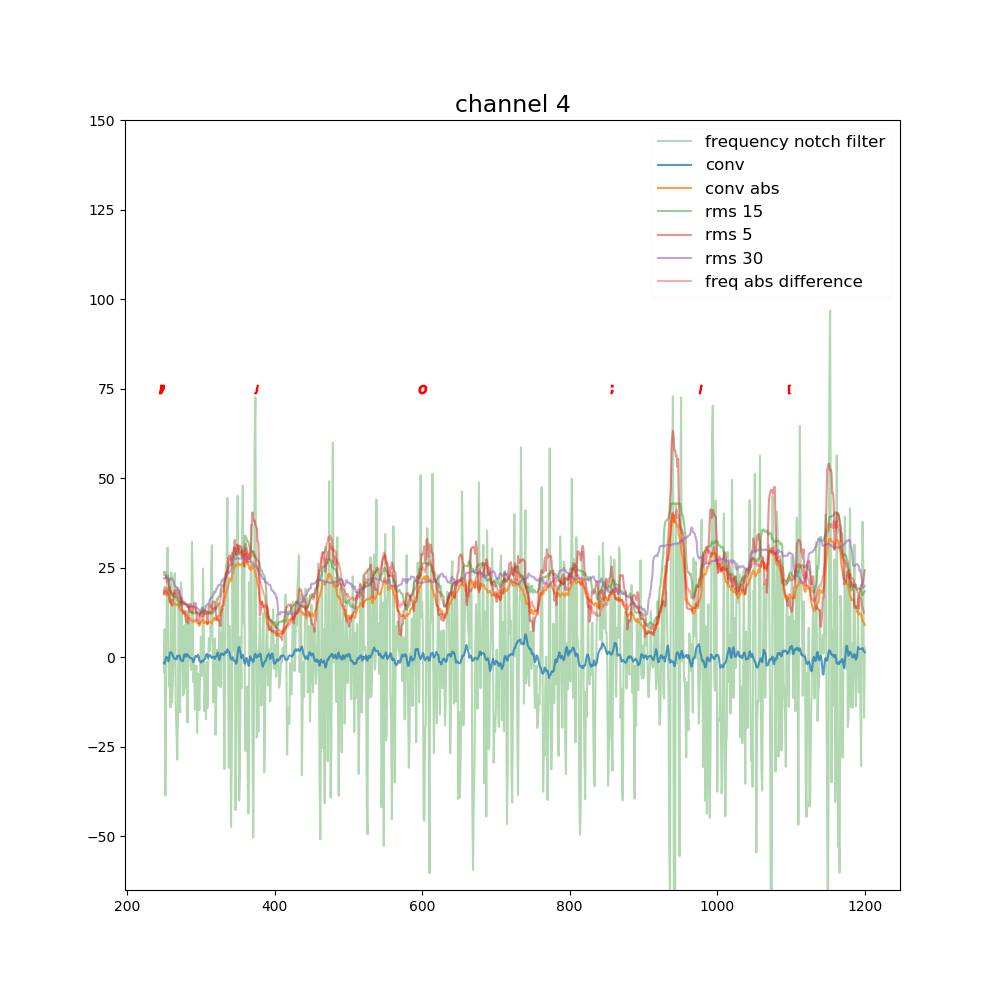 channel 4
150
frequency notch filter
conv
conv abs
rms 15
rms 5
rms 30
freq abs difference
125
100
75
o
;
50
25
0
−25
−50
200 400 600 800 1000 1200